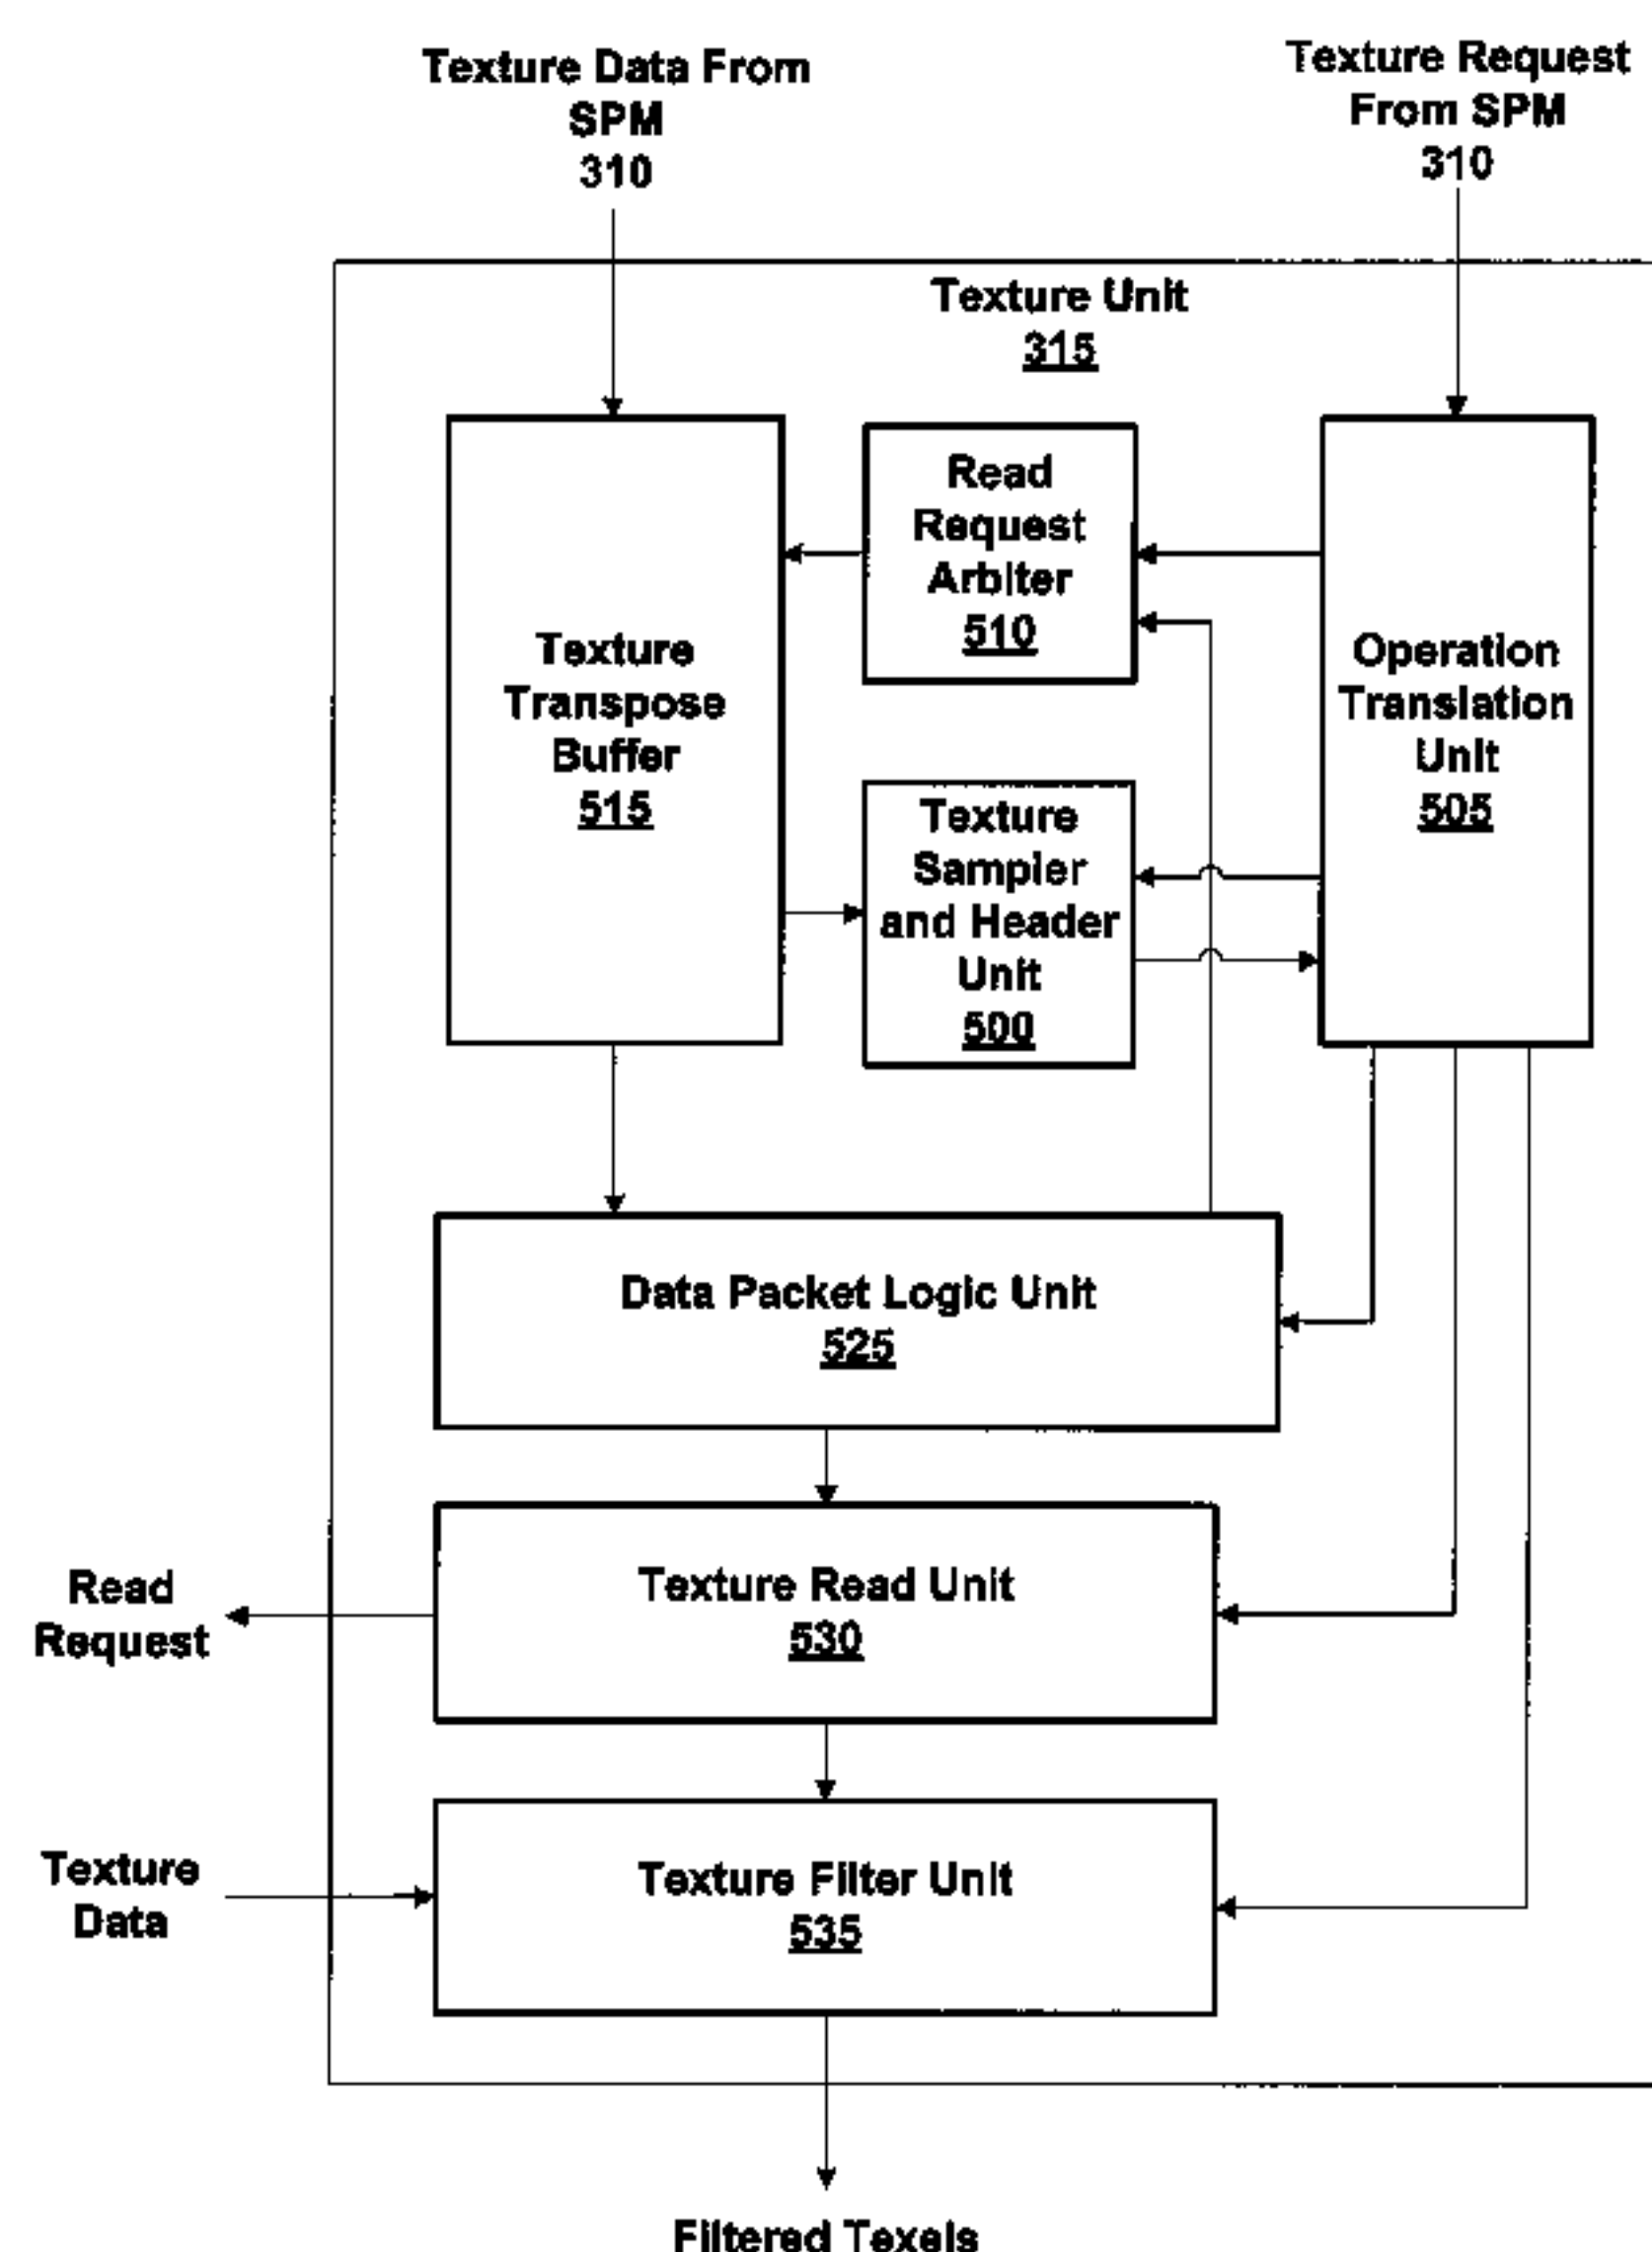 Texture Data From
SPM
310
Texture Request
From SPM
310
Texture Unit
315
Read
Request
Arbiter
510
Texture
Transpose
Buffer
515
Operation
Translation
Unit
505
Texture
Sampler
and Header
Unit
500
Data Packet Logic Unit
525
Read
Request
Texture Read Unit
530
Texture
Data
Texture Filter Unit
535
Filtered Texels